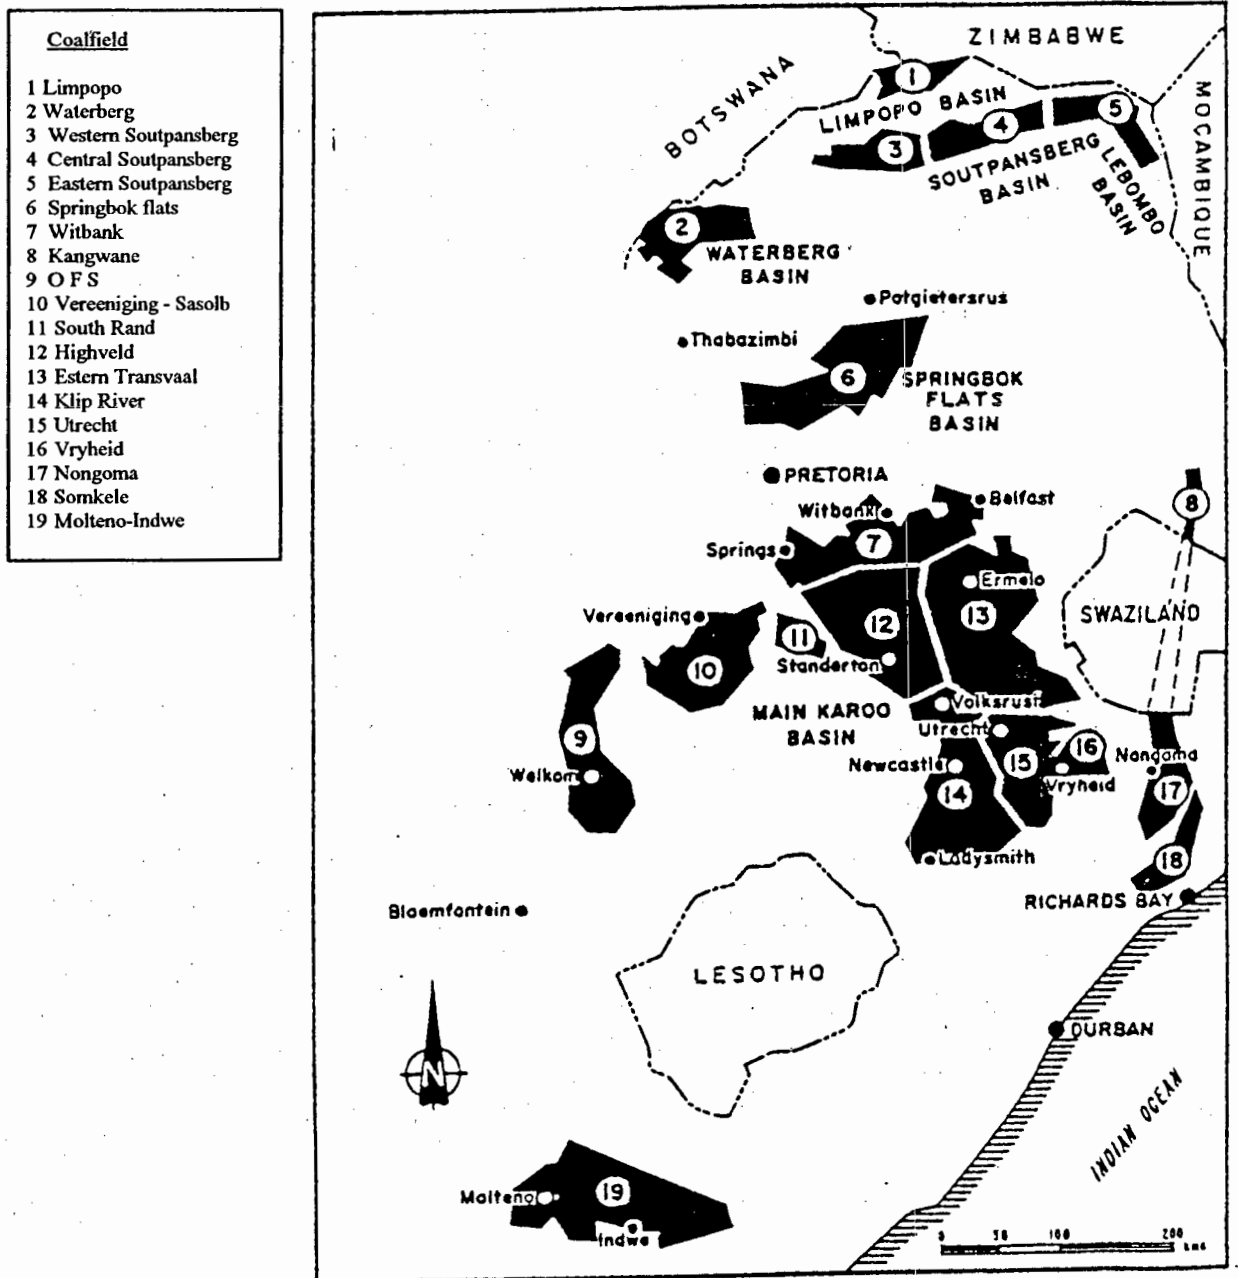 Coalfield
1 Limpopo
2 Waterberg
3 Western Soutpansberg
4 Central Soutpansberg
5 Eastern Soutpansberg
6 Springbok flats
7 Witbank
8 Kangwane
9 O F S
10 Vereeniging - Sasolb
11 South Rand
12 Highveld
13 Estern Transvaal
14 Klip River
15 Utrecht
16 Vryheid
17 Nongoma
18 Somkele
19 Molteno-Indwe
ZIMBABWE
BOTSWANA
MOCAMBIQUE
1
LIMPOPO BASIN
5
4
3
SOUTPANSBERG
BASIN
LEBOMBO
BASIN
2
WATERBERG
BASIN
Potgietersrus
Thabazimbi
6
SPRINGBOK
FLATS
BASIN
PRETORIA
8
Belfast
Witbank
7
Springs
Ermelo
SWAZILAND
Vereeniging
13
12
11
Standerton
10
MAIN KAROO
BASIN
Volksrust
Utrecht
9
16
Newcastle
15
Nongoma
Welkom
Vryheid
14
17
Ladysmith
18
RICHARDS BAY
Bloemfontein
LESOTHO
DURBAN
N
INDIAN OCEAN
19
Molteno
Indwe
0 50 100 200
kms